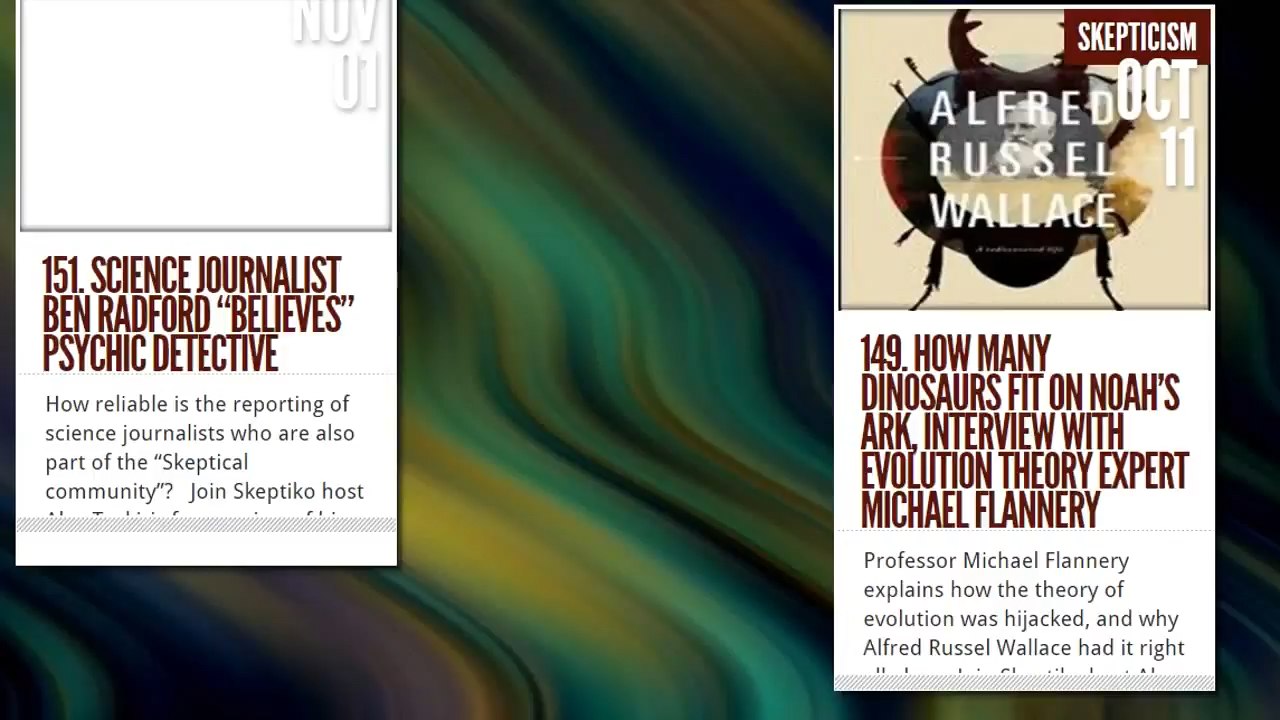 NOV
01
151. SCIENCE JOURNALIST
BEN RADFORD “BELIEVES”
PSYCHIC DETECTIVE
How reliable is the reporting of
science journalists who are also
part of the “Skeptical
community”? Join Skeptiko host
SKEPTICISM
OCT
11
ALFRED
RUSSEL
WALLACE
A rediscovered life
149. HOW MANY
DINOSAURS FIT ON NOAH’S
ARK, INTERVIEW WITH
EVOLUTION THEORY EXPERT
MICHAEL FLANNERY
Professor Michael Flannery
explains how the theory of
evolution was hijacked, and why
Alfred Russel Wallace had it right